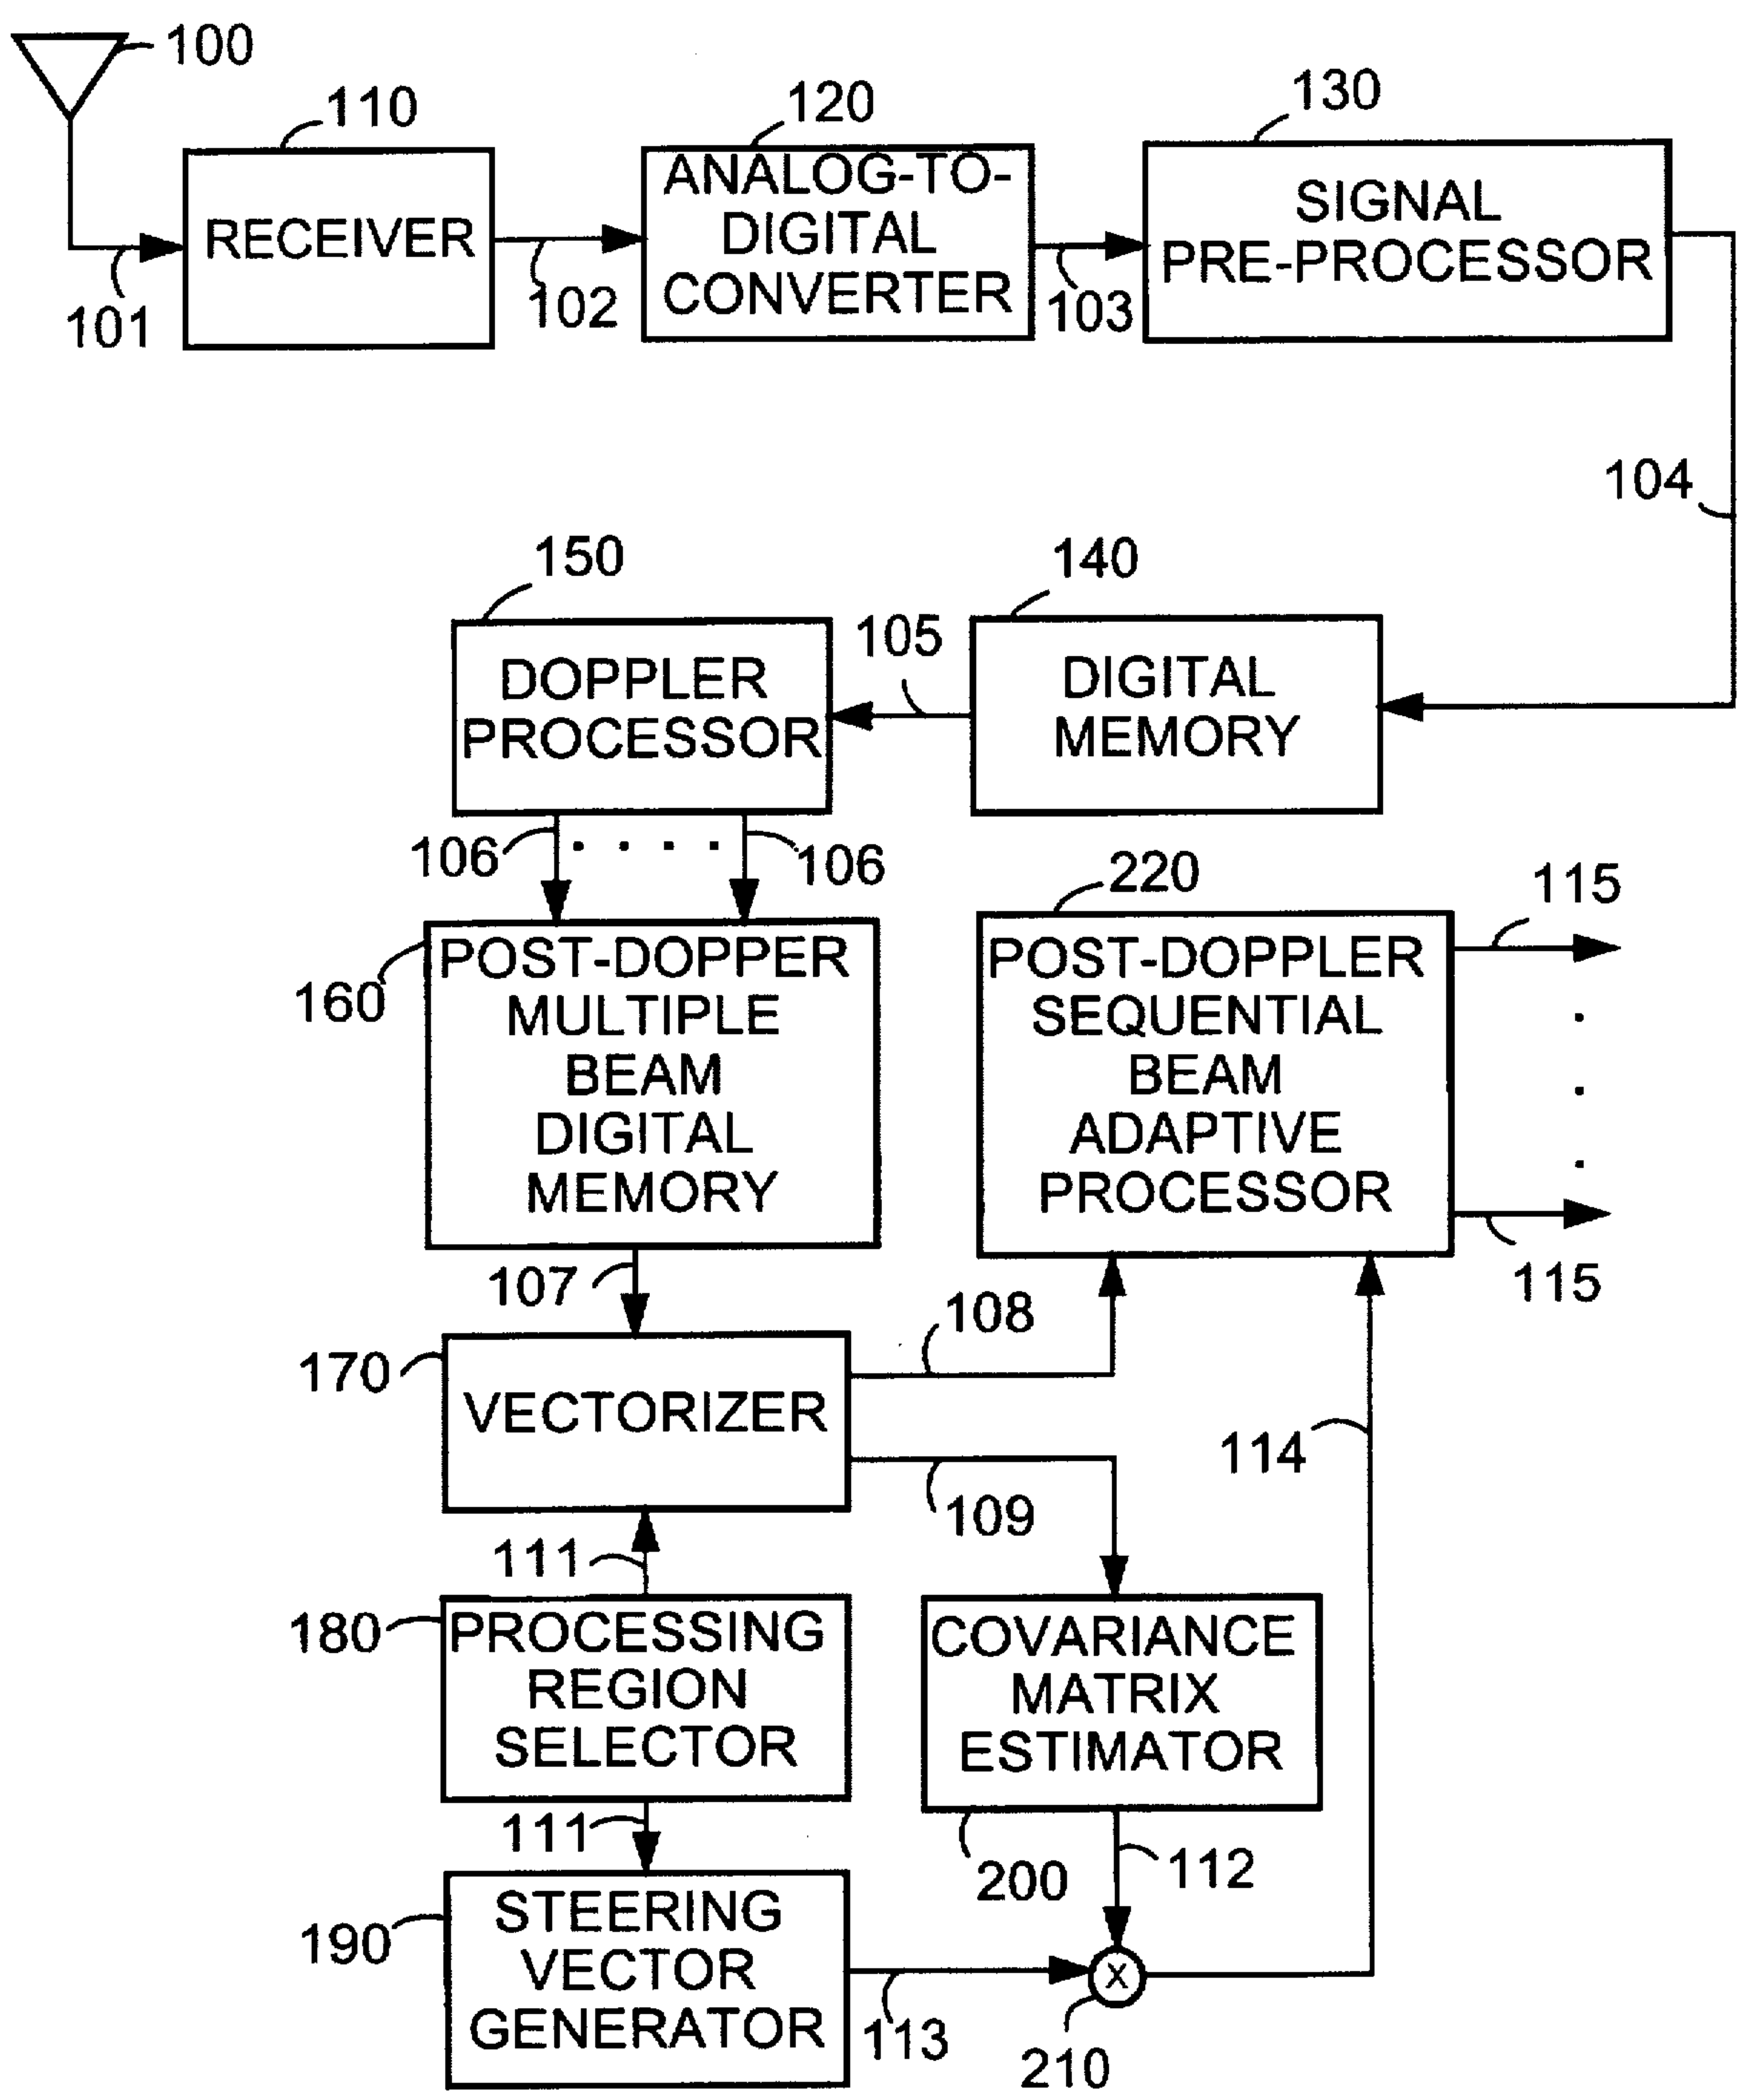 100
110
120
130
RECEIVER
ANALOG-TO-
DIGITAL
CONVERTER
SIGNAL
PRE-PROCESSOR
101
102
103
104
150
140
105
DOPPLER
PROCESSOR
DIGITAL
MEMORY
106
106
220
115
160
POST-DOPPER
MULTIPLE
BEAM
DIGITAL
MEMORY
POST-DOPPLER
SEQUENTIAL
BEAM
ADAPTIVE
PROCESSOR
115
107
108
170
VECTORIZER
114
109
111
180
PROCESSING
REGION
SELECTOR
COVARIANCE
MATRIX
ESTIMATOR
111
200
112
190
STEERING
VECTOR
GENERATOR
X
113
210